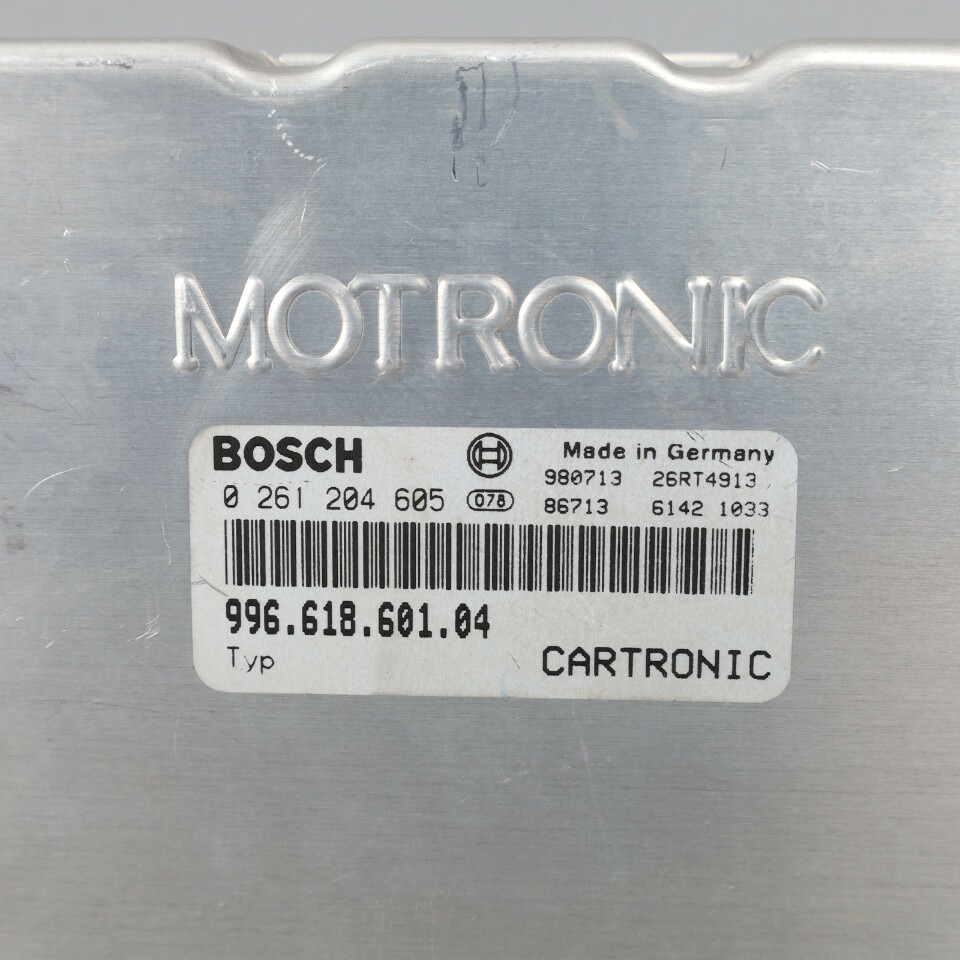 MOTRONIC
BOSCH Made in Germany
980713 26RT4913
0 261 204 605 078 86713 6142 1033
996.618.601.04
Typ CARTRONIC